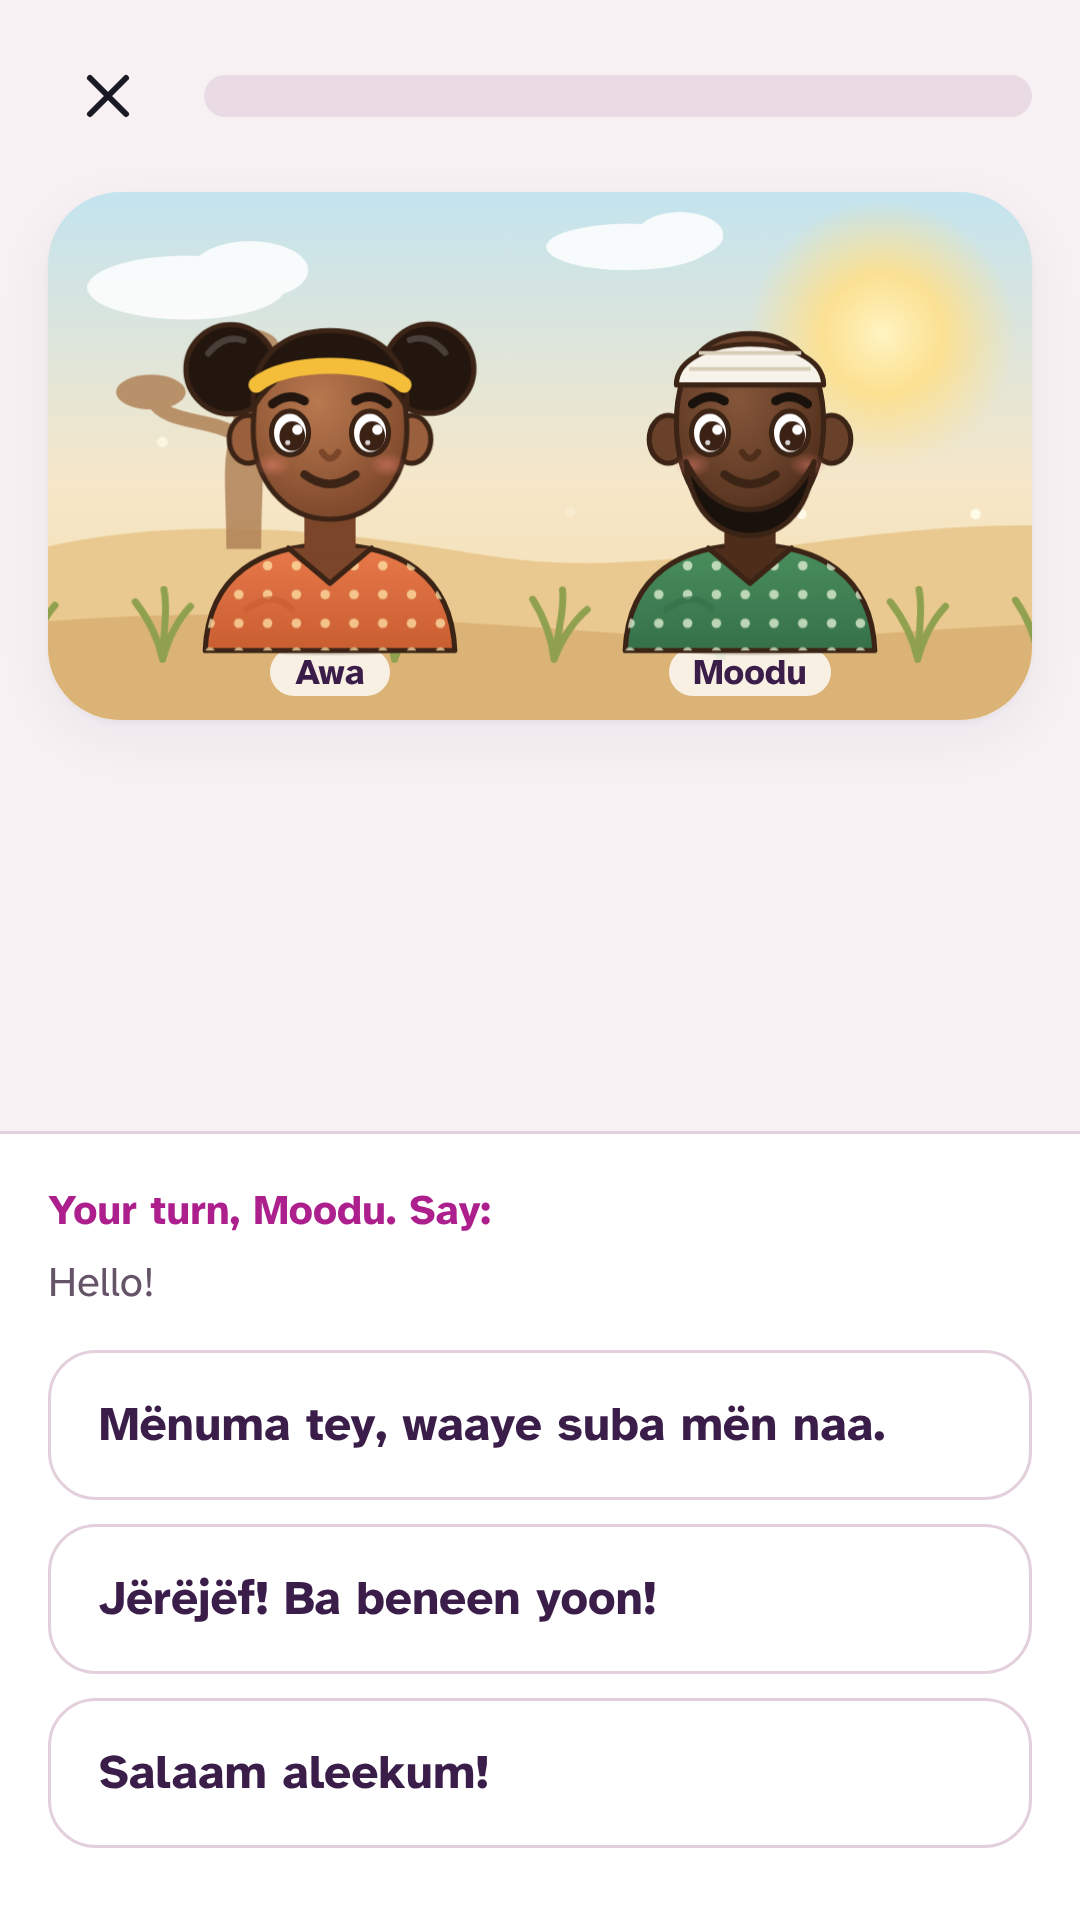 Awa
Moodu
Your turn, Moodu. Say:
Hello!
Mënuma tey, waaye suba mën naa.
Jërëjëf! Ba beneen yoon!
Salaam aleekum!